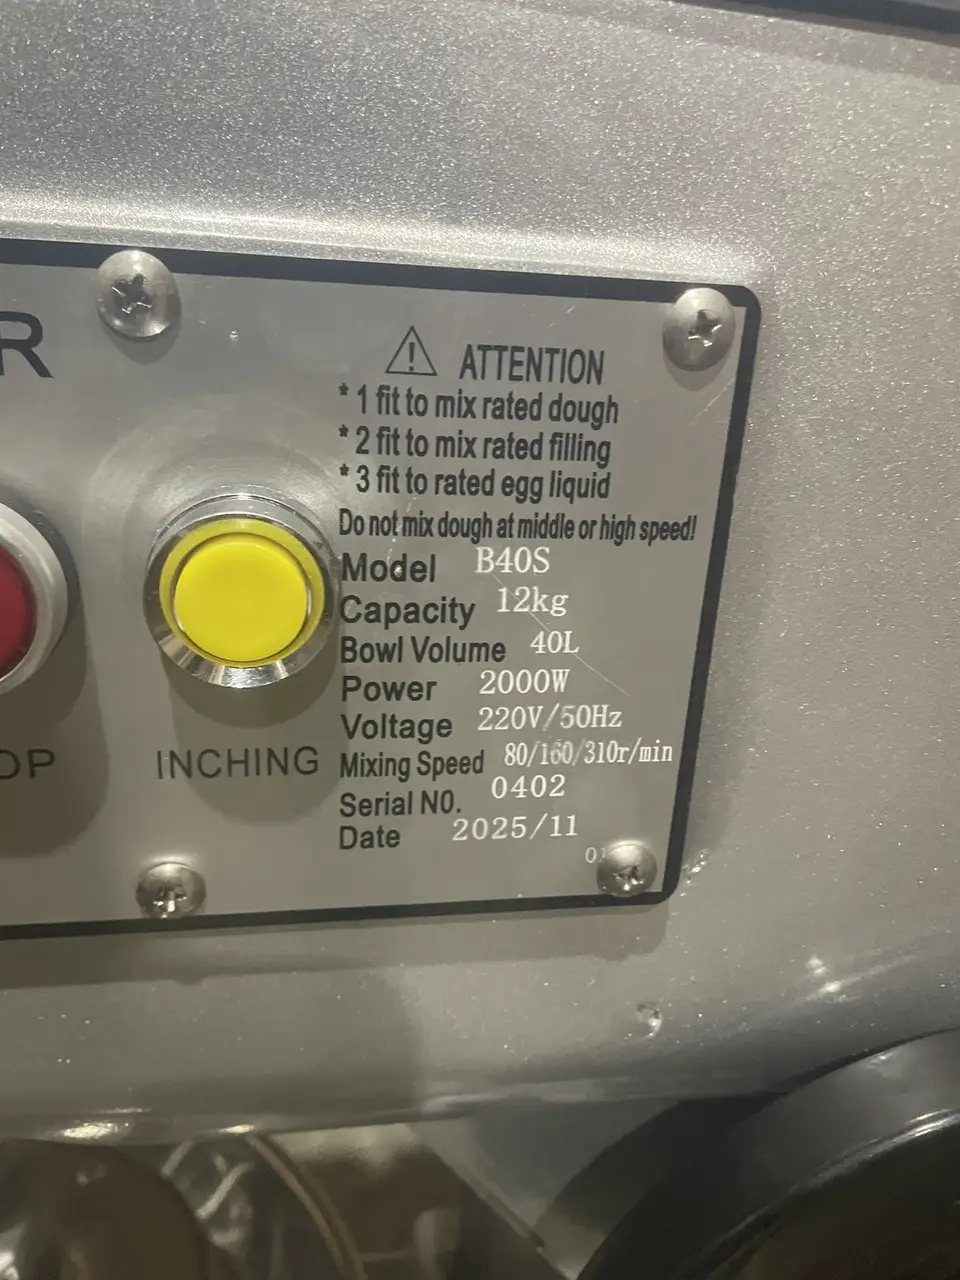 R
ATTENTION
* 1 fit to mix rated dough
* 2 fit to mix rated filling
* 3 fit to rated egg liquid
Do not mix dough at middle or high speed!
Model B40S
Capacity 12kg
Bowl Volume 40L
Power 2000W
Voltage 220V/50Hz
Mixing Speed 80/160/310r/min
Serial NO. 0402
Date 2025/11
OP
INCHING